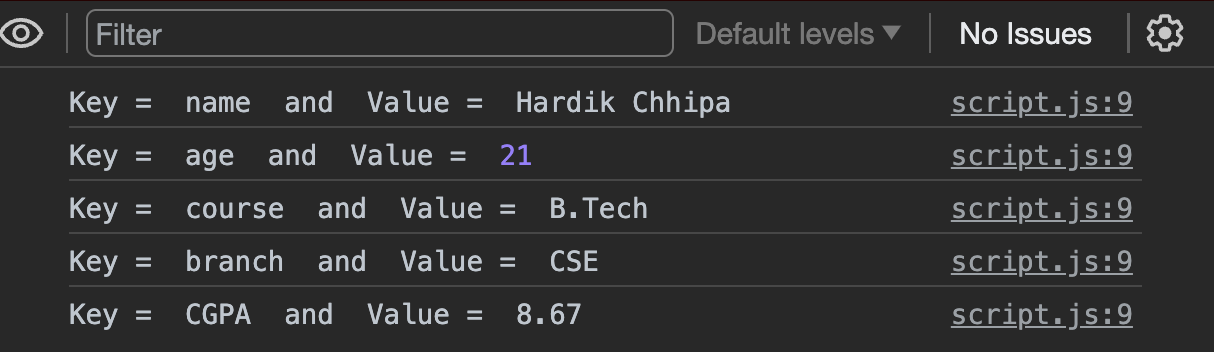 Filter Default levels ▼ No Issues
Key =  name  and  Value =  Hardik Chhipa script.js:9
Key =  age  and  Value =  21 script.js:9
Key =  course  and  Value =  B.Tech script.js:9
Key =  branch  and  Value =  CSE script.js:9
Key =  CGPA  and  Value =  8.67 script.js:9